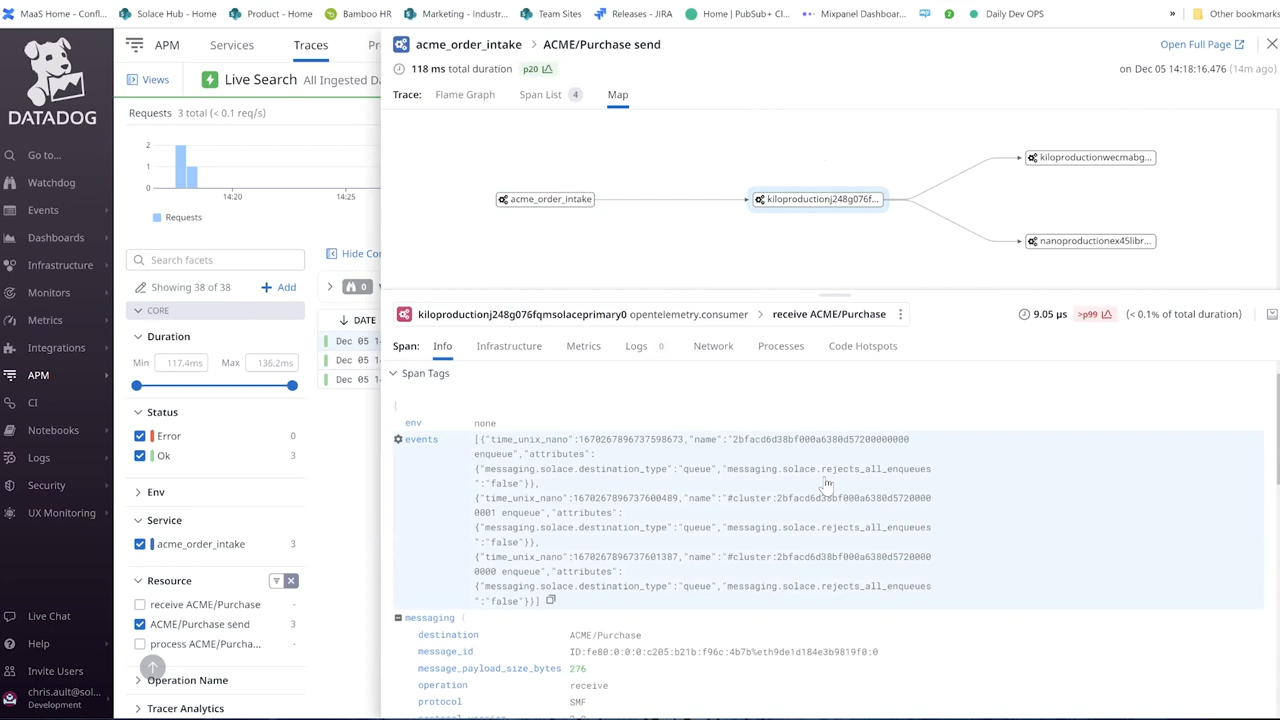 MaaS Home - Confl...
Solace Hub - Home
Product - Home
Bamboo HR
Marketing - Industr...
Team Sites
Releases - JIRA
Home | PubSub+ Cl...
Mixpanel Dashboar...
Daily Dev OPS
»
Other bookmarks
DATADOG
Go to...
Watchdog
Events
Dashboards
Infrastructure
Monitors
Metrics
Integrations
APM
CI
Notebooks
Logs
Security
UX Monitoring
Live Chat
Help
Invite Users
chris.ault@sol...
Development
APM
Services
Traces
Views
Live Search
All Ingested Da
Requests 3 total (< 0.1 req/s)
2
1
0
14:20
14:25
Requests
Search facets
Hide Co
Showing 38 of 38
Add
0
CORE
DATE
Duration
Min 117.4ms Max 136.2ms
Dec 05 1
Dec 05 1
Dec 05 1
Status
Error 0
Ok 3
Env
Service
acme_order_intake 3
Resource
receive ACME/Purchase -
ACME/Purchase send 3
process ACME/Purcha... -
Operation Name
Tracer Analytics
acme_order_intake > ACME/Purchase send
Open Full Page
118 ms total duration p20
on Dec 05 14:18:16.476 (14m ago)
Trace: Flame Graph Span List 4 Map
kiloproductionwecmabg...
acme_order_intake
kiloproductionj248g076f...
nanoproductionex45libr...
kiloproductionj248g076fqmsolaceprimary0 opentelemetry.consumer > receive ACME/Purchase
9.05 µs >p99 (< 0.1% of total duration)
Span: Info Infrastructure Metrics Logs 0 Network Processes Code Hotspots
Span Tags
{
env none
events [{"time_unix_nano":1670267896737598673,"name":"2bfacd6d38bf000a6380d57200000000
enqueue","attributes":
{"messaging.solace.destination_type":"queue","messaging.solace.rejects_all_enqueues
":"false"}},
{"time_unix_nano":1670267896737600489,"name":"#cluster:2bfacd6d38bf000a6380d5720000
0001 enqueue","attributes":
{"messaging.solace.destination_type":"queue","messaging.solace.rejects_all_enqueues
":"false"}},
{"time_unix_nano":1670267896737601387,"name":"#cluster:2bfacd6d38bf000a6380d5720000
0000 enqueue","attributes":
{"messaging.solace.destination_type":"queue","messaging.solace.rejects_all_enqueues
":"false"}}]
messaging {
destination ACME/Purchase
message_id ID:fe80:0:0:0:c205:b21b:f96c:4b7b%eth9de1d184e3b9819f0:0
message_payload_size_bytes 276
operation receive
protocol SMF